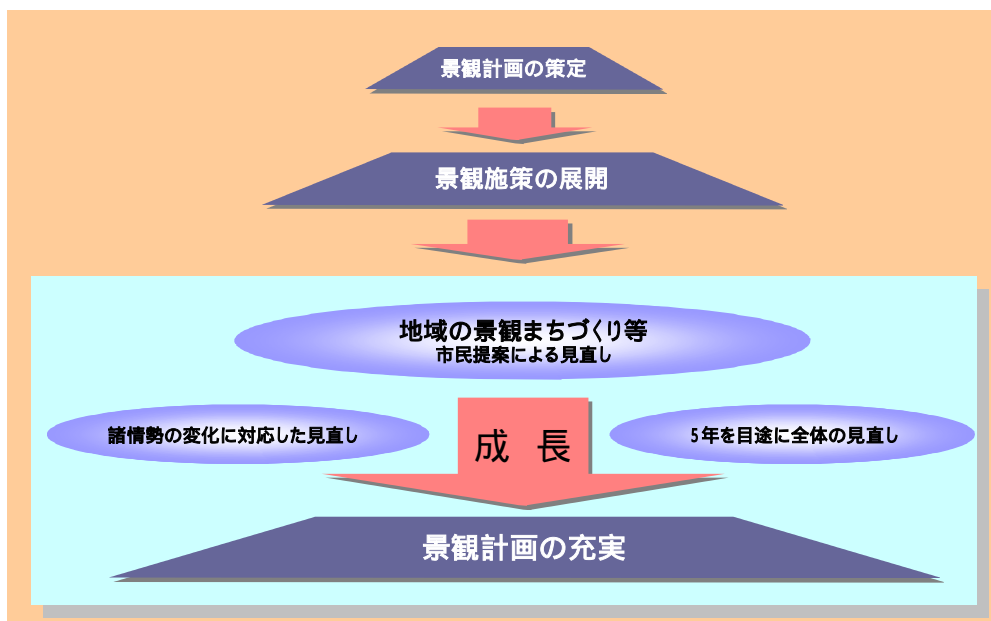 景観計画の策定
景観施策の展開
地域の景観まちづくり等
市民提案による見直し
諸情勢の変化に対応した見直し
5年を目途に全体の見直し
成 長
景観計画の充実